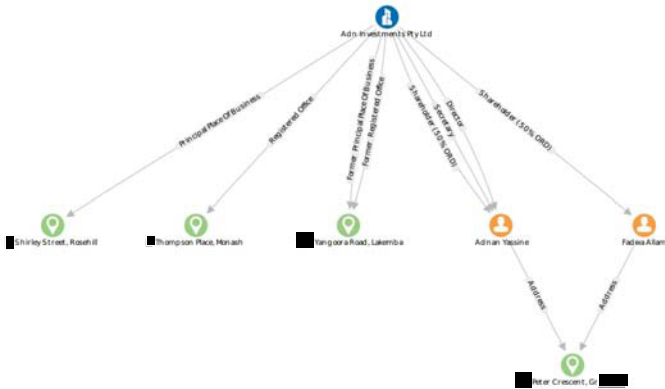 Adn Investments Pty Ltd
Principal Place Of Business
Registered Office
Former: Principal Place Of Business
Former: Registered Office
Shareholder (50% ORD)
Secretary
Director
Shareholder (50% ORD)
Shirley Street, Rosehill
Thompson Place, Monash
Yangoora Road, Lakemba
Adnan Yassine
Fadwa Allam
Address
Address
Peter Crescent, Gr